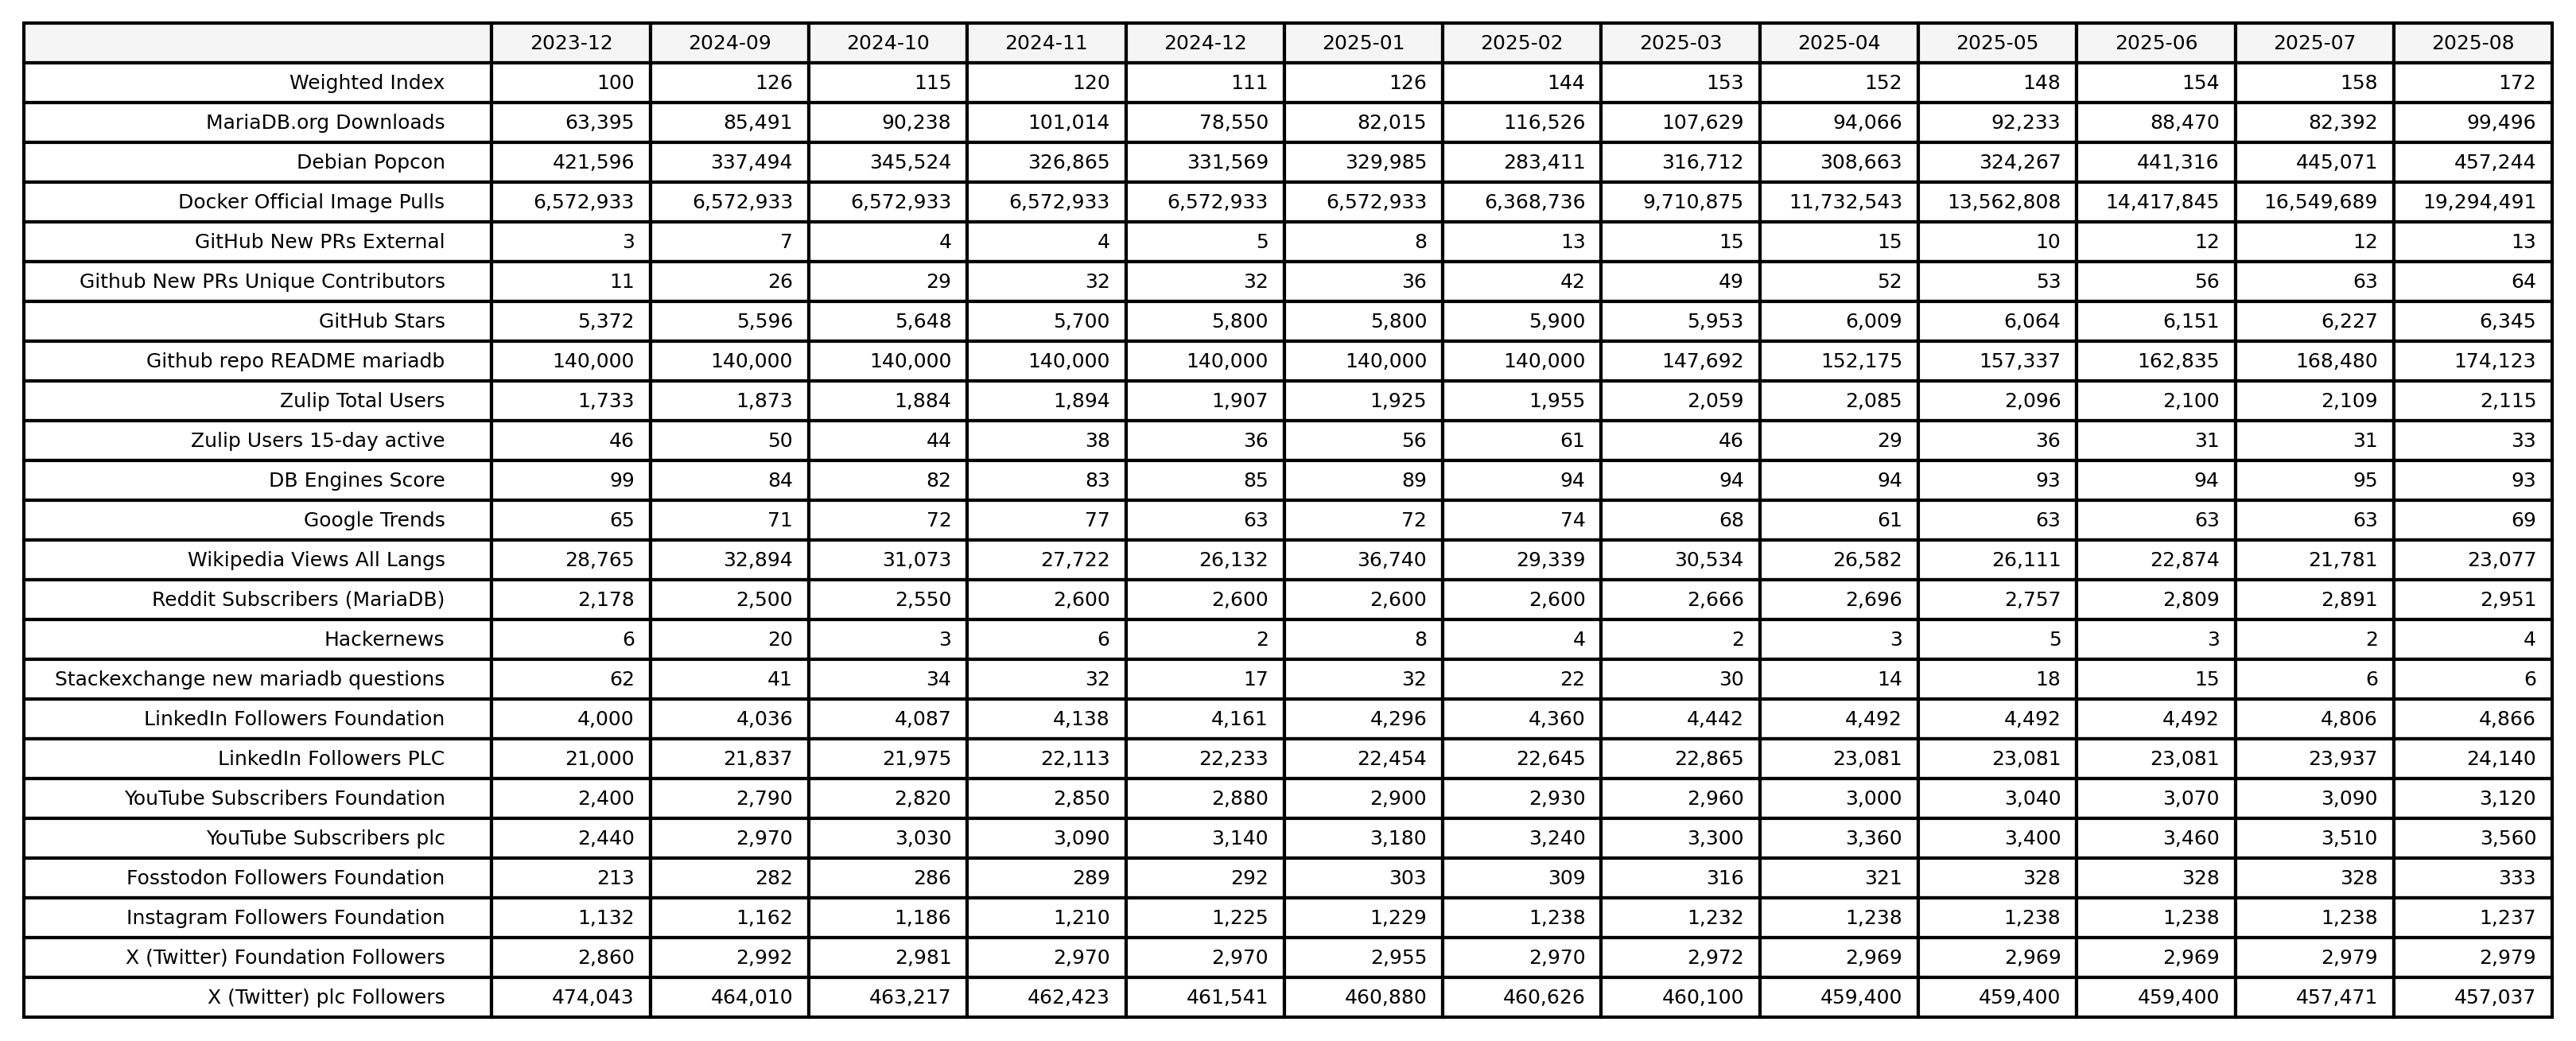 2023-12 2024-09 2024-10 2024-11 2024-12 2025-01 2025-02 2025-03 2025-04 2025-05 2025-06 2025-07 2025-08
Weighted Index 100 126 115 120 111 126 144 153 152 148 154 158 172
MariaDB.org Downloads 63,395 85,491 90,238 101,014 78,550 82,015 116,526 107,629 94,066 92,233 88,470 82,392 99,496
Debian Popcon 421,596 337,494 345,524 326,865 331,569 329,985 283,411 316,712 308,663 324,267 441,316 445,071 457,244
Docker Official Image Pulls 6,572,933 6,572,933 6,572,933 6,572,933 6,572,933 6,572,933 6,368,736 9,710,875 11,732,543 13,562,808 14,417,845 16,549,689 19,294,491
GitHub New PRs External 3 7 4 4 5 8 13 15 15 10 12 12 13
Github New PRs Unique Contributors 11 26 29 32 32 36 42 49 52 53 56 63 64
GitHub Stars 5,372 5,596 5,648 5,700 5,800 5,800 5,900 5,953 6,009 6,064 6,151 6,227 6,345
Github repo README mariadb 140,000 140,000 140,000 140,000 140,000 140,000 140,000 147,692 152,175 157,337 162,835 168,480 174,123
Zulip Total Users 1,733 1,873 1,884 1,894 1,907 1,925 1,955 2,059 2,085 2,096 2,100 2,109 2,115
Zulip Users 15-day active 46 50 44 38 36 56 61 46 29 36 31 31 33
DB Engines Score 99 84 82 83 85 89 94 94 94 93 94 95 93
Google Trends 65 71 72 77 63 72 74 68 61 63 63 63 69
Wikipedia Views All Langs 28,765 32,894 31,073 27,722 26,132 36,740 29,339 30,534 26,582 26,111 22,874 21,781 23,077
Reddit Subscribers (MariaDB) 2,178 2,500 2,550 2,600 2,600 2,600 2,600 2,666 2,696 2,757 2,809 2,891 2,951
Hackernews 6 20 3 6 2 8 4 2 3 5 3 2 4
Stackexchange new mariadb questions 62 41 34 32 17 32 22 30 14 18 15 6 6
LinkedIn Followers Foundation 4,000 4,036 4,087 4,138 4,161 4,296 4,360 4,442 4,492 4,492 4,492 4,806 4,866
LinkedIn Followers PLC 21,000 21,837 21,975 22,113 22,233 22,454 22,645 22,865 23,081 23,081 23,081 23,937 24,140
YouTube Subscribers Foundation 2,400 2,790 2,820 2,850 2,880 2,900 2,930 2,960 3,000 3,040 3,070 3,090 3,120
YouTube Subscribers plc 2,440 2,970 3,030 3,090 3,140 3,180 3,240 3,300 3,360 3,400 3,460 3,510 3,560
Fosstodon Followers Foundation 213 282 286 289 292 303 309 316 321 328 328 328 333
Instagram Followers Foundation 1,132 1,162 1,186 1,210 1,225 1,229 1,238 1,232 1,238 1,238 1,238 1,238 1,237
X (Twitter) Foundation Followers 2,860 2,992 2,981 2,970 2,970 2,955 2,970 2,972 2,969 2,969 2,969 2,979 2,979
X (Twitter) plc Followers 474,043 464,010 463,217 462,423 461,541 460,880 460,626 460,100 459,400 459,400 459,400 457,471 457,037